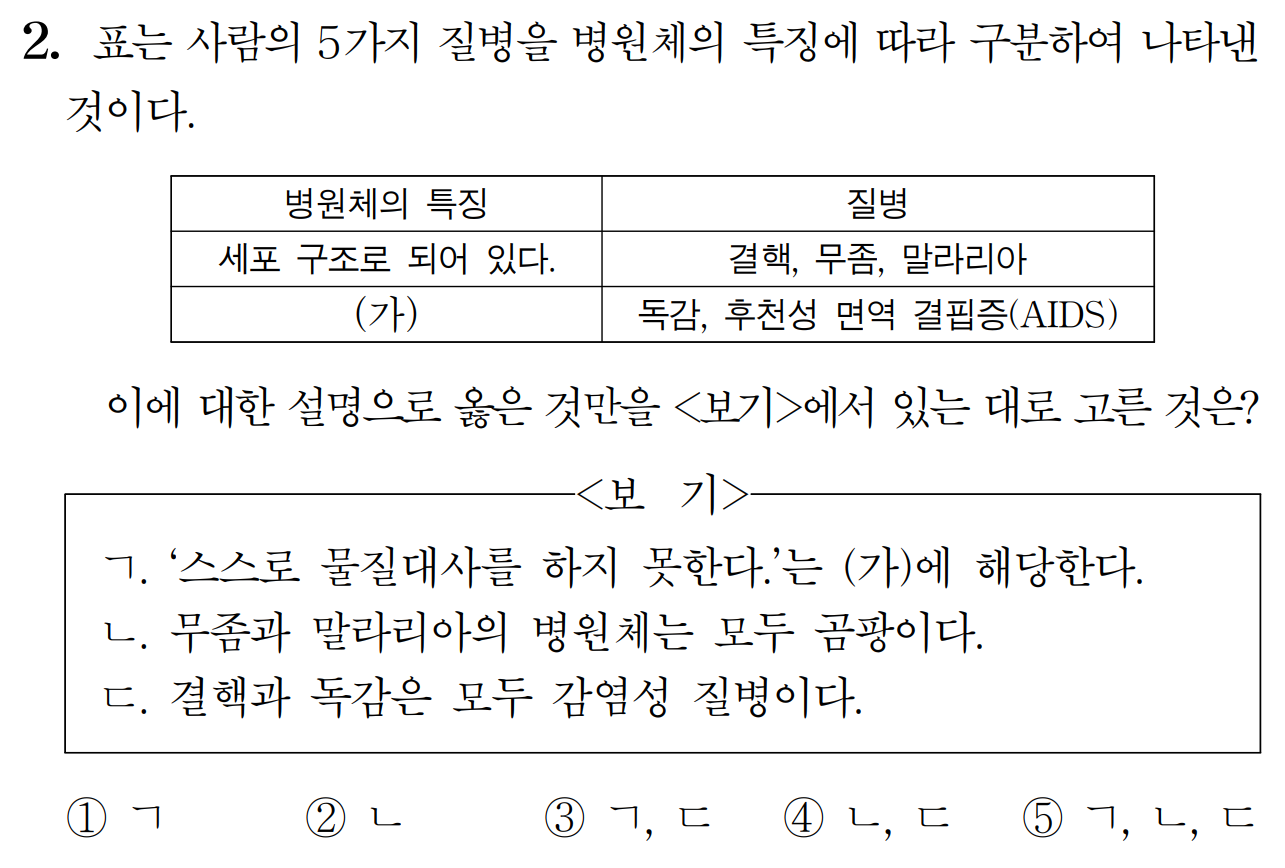 2. 표는 사람의 5가지 질병을 병원체의 특징에 따라 구분하여 나타낸
것이다.
병원체의 특징 질병
세포 구조로 되어 있다. 결핵, 무좀, 말라리아
(가) 독감, 후천성 면역 결핍증(AIDS)
이에 대한 설명으로 옳은 것만을 <보기>에서 있는 대로 고른 것은?
<보 기>
ㄱ. ‘스스로 물질대사를 하지 못한다.’는 (가)에 해당한다.
ㄴ. 무좀과 말라리아의 병원체는 모두 곰팡이다.
ㄷ. 결핵과 독감은 모두 감염성 질병이다.
① ㄱ ② ㄴ ③ ㄱ, ㄷ ④ ㄴ, ㄷ ⑤ ㄱ, ㄴ, ㄷ